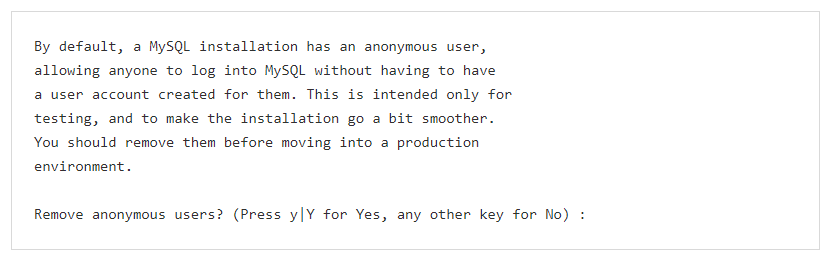 By default, a MySQL installation has an anonymous user,
allowing anyone to log into MySQL without having to have
a user account created for them. This is intended only for
testing, and to make the installation go a bit smoother.
You should remove them before moving into a production
environment.
Remove anonymous users? (Press y|Y for Yes, any other key for No) :